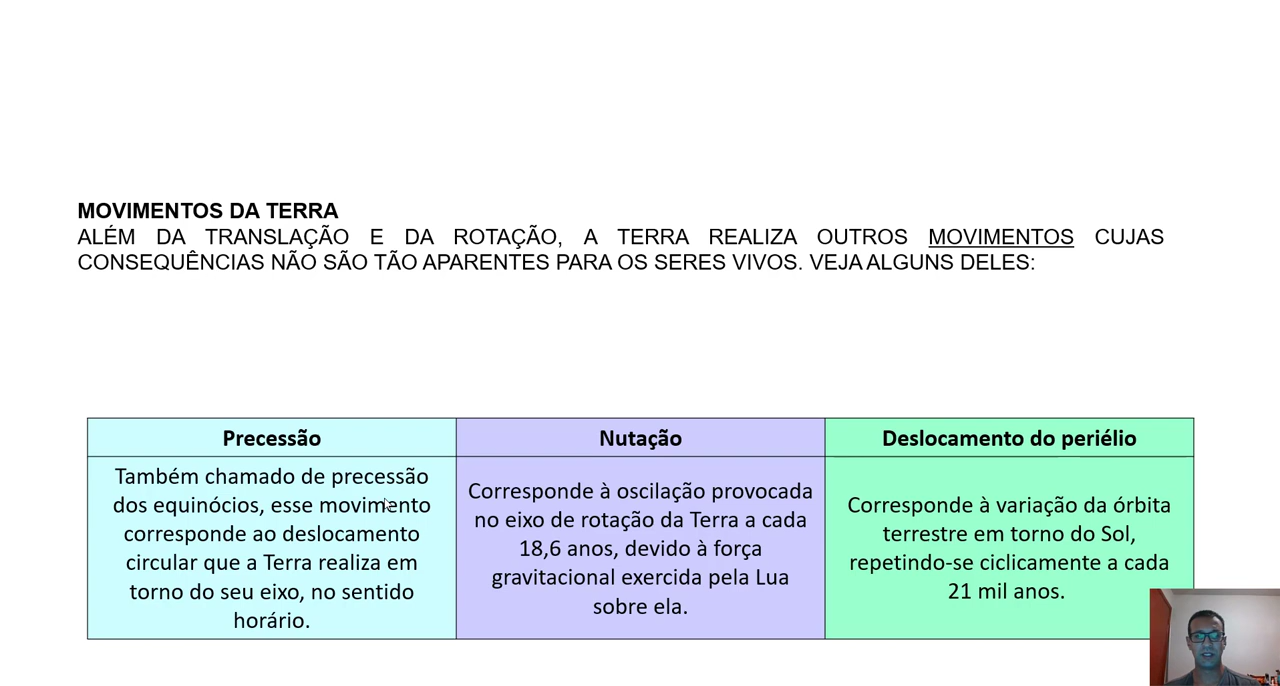 MOVIMENTOS DA TERRA
ALÉM DA TRANSLAÇÃO E DA ROTAÇÃO, A TERRA REALIZA OUTROS MOVIMENTOS CUJAS
CONSEQUÊNCIAS NÃO SÃO TÃO APARENTES PARA OS SERES VIVOS. VEJA ALGUNS DELES:
Precessão
Também chamado de precessão
dos equinócios, esse movimento
corresponde ao deslocamento
circular que a Terra realiza em
torno do seu eixo, no sentido
horário.
Nutação
Corresponde à oscilação provocada
no eixo de rotação da Terra a cada
18,6 anos, devido à força
gravitacional exercida pela Lua
sobre ela.
Deslocamento do periélio
Corresponde à variação da órbita
terrestre em torno do Sol,
repetindo-se ciclicamente a cada
21 mil anos.